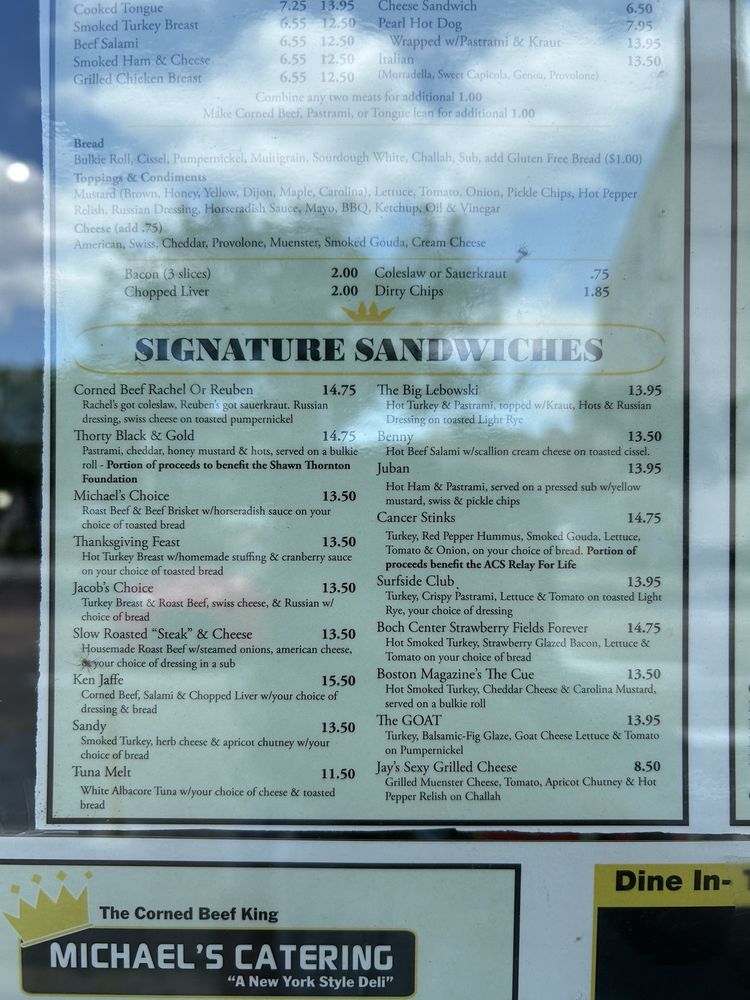 Cooked Tongue 7.25 13.95
Smoked Turkey Breast 6.55 12.50
Beef Salami 6.55 12.50
Smoked Ham & Cheese 6.55 12.50
Grilled Chicken Breast 6.55 12.50
Cheese Sandwich 6.50
Pearl Hot Dog 7.95
Wrapped w/Pastrami & Kraut 13.95
Italian 13.50
(Mortadella, Sweet Capicola, Genoa, Provolone)
Combine any two meats for additional 1.00
Make Corned Beef, Pastrami, or Tongue lean for additional 1.00
Bread
Bulkie Roll, Cissel, Pumpernickel, Multigrain, Sourdough White, Challah, Sub, add Gluten Free Bread ($1.00)
Toppings & Condiments
Mustard (Brown, Honey, Yellow, Dijon, Maple, Carolina), Lettuce, Tomato, Onion, Pickle Chips, Hot Pepper
Relish, Russian Dressing, Horseradish Sauce, Mayo, BBQ, Ketchup, Oil & Vinegar
Cheese (add .75)
American, Swiss, Cheddar, Provolone, Muenster, Smoked Gouda, Cream Cheese
Bacon (3 slices) 2.00
Chopped Liver 2.00
Coleslaw or Sauerkraut .75
Dirty Chips 1.85
SIGNATURE SANDWICHES
Corned Beef Rachel Or Reuben 14.75
Rachel's got coleslaw, Reuben's got sauerkraut. Russian
dressing, swiss cheese on toasted pumpernickel
Thorty Black & Gold 14.75
Pastrami, cheddar, honey mustard & hots, served on a bulkie
roll - Portion of proceeds to benefit the Shawn Thornton
Foundation
Michael's Choice 13.50
Roast Beef & Beef Brisket w/horseradish sauce on your
choice of toasted bread
Thanksgiving Feast 13.50
Hot Turkey Breast w/homemade stuffing & cranberry sauce
on your choice of toasted bread
Jacob's Choice 13.50
Turkey Breast & Roast Beef, swiss cheese, & Russian w/
choice of bread
Slow Roasted "Steak" & Cheese 13.50
Housemade Roast Beef w/steamed onions, american cheese,
& your choice of dressing in a sub
Ken Jaffe 15.50
Corned Beef, Salami & Chopped Liver w/your choice of
dressing & bread
Sandy 13.50
Smoked Turkey, herb cheese & apricot chutney w/your
choice of bread
Tuna Melt 11.50
White Albacore Tuna w/your choice of cheese & toasted
bread
The Big Lebowski 13.95
Hot Turkey & Pastrami, topped w/Kraut, Hots & Russian
Dressing on toasted Light Rye
Benny 13.50
Hot Beef Salami w/scallion cream cheese on toasted cissel.
Juban 13.95
Hot Ham & Pastrami, served on a pressed sub w/yellow
mustard, swiss & pickle chips
Cancer Stinks 14.75
Turkey, Red Pepper Hummus, Smoked Gouda, Lettuce,
Tomato & Onion, on your choice of bread. Portion of
proceeds benefit the ACS Relay For Life
Surfside Club 13.95
Turkey, Crispy Pastrami, Lettuce & Tomato on toasted Light
Rye, your choice of dressing
Boch Center Strawberry Fields Forever 14.75
Hot Smoked Turkey, Strawberry Glazed Bacon, Lettuce &
Tomato on your choice of bread
Boston Magazine's The Cue 13.50
Hot Smoked Turkey, Cheddar Cheese & Carolina Mustard,
served on a bulkie roll
The GOAT 13.95
Turkey, Balsamic-Fig Glaze, Goat Cheese Lettuce & Tomato
on Pumpernickel
Jay's Sexy Grilled Cheese 8.50
Grilled Muenster Cheese, Tomato, Apricot Chutney & Hot
Pepper Relish on Challah
The Corned Beef King
MICHAEL'S CATERING
"A New York Style Deli"
Dine In-